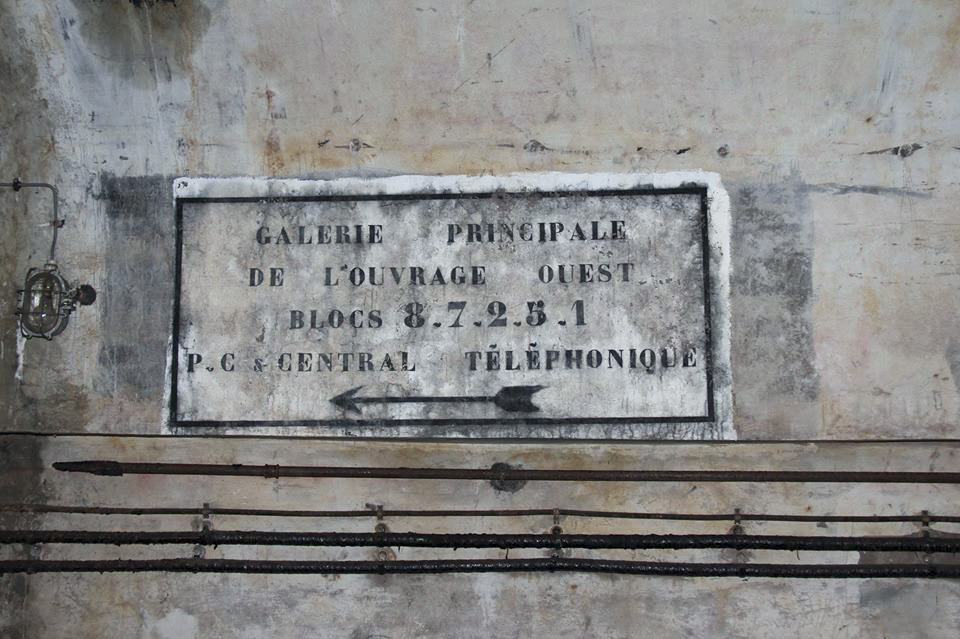 GALERIE PRINCIPALE
DE L'OUVRAGE OUEST
BLOCS 8.7.2.5.1
P.C & CENTRAL TÉLÉPHONIQUE